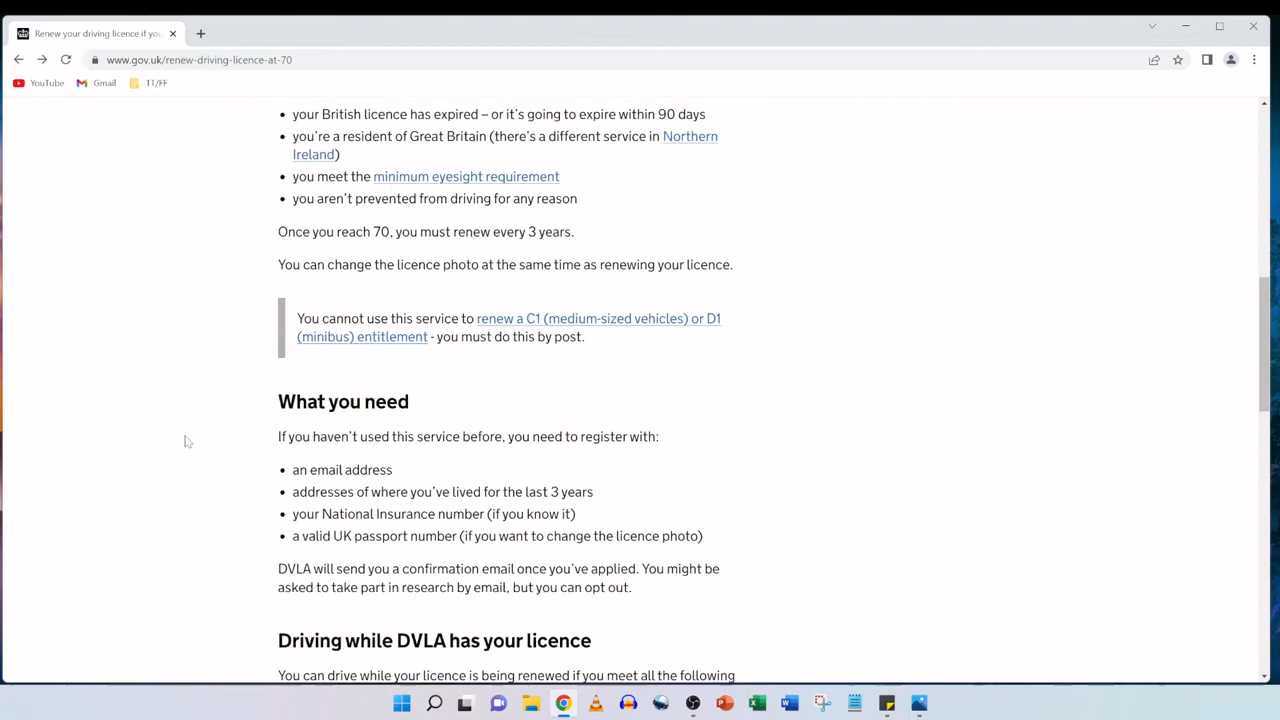 Renew your driving licence if you
www.gov.uk/renew-driving-licence-at-70
YouTube Gmail TT/FF
• your British licence has expired – or it's going to expire within 90 days
• you're a resident of Great Britain (there's a different service in Northern
Ireland)
• you meet the minimum eyesight requirement
• you aren't prevented from driving for any reason
Once you reach 70, you must renew every 3 years.
You can change the licence photo at the same time as renewing your licence.
You cannot use this service to renew a C1 (medium-sized vehicles) or D1
(minibus) entitlement - you must do this by post.
What you need
If you haven't used this service before, you need to register with:
• an email address
• addresses of where you've lived for the last 3 years
• your National Insurance number (if you know it)
• a valid UK passport number (if you want to change the licence photo)
DVLA will send you a confirmation email once you've applied. You might be
asked to take part in research by email, but you can opt out.
Driving while DVLA has your licence
You can drive while your licence is being renewed if you meet all the following